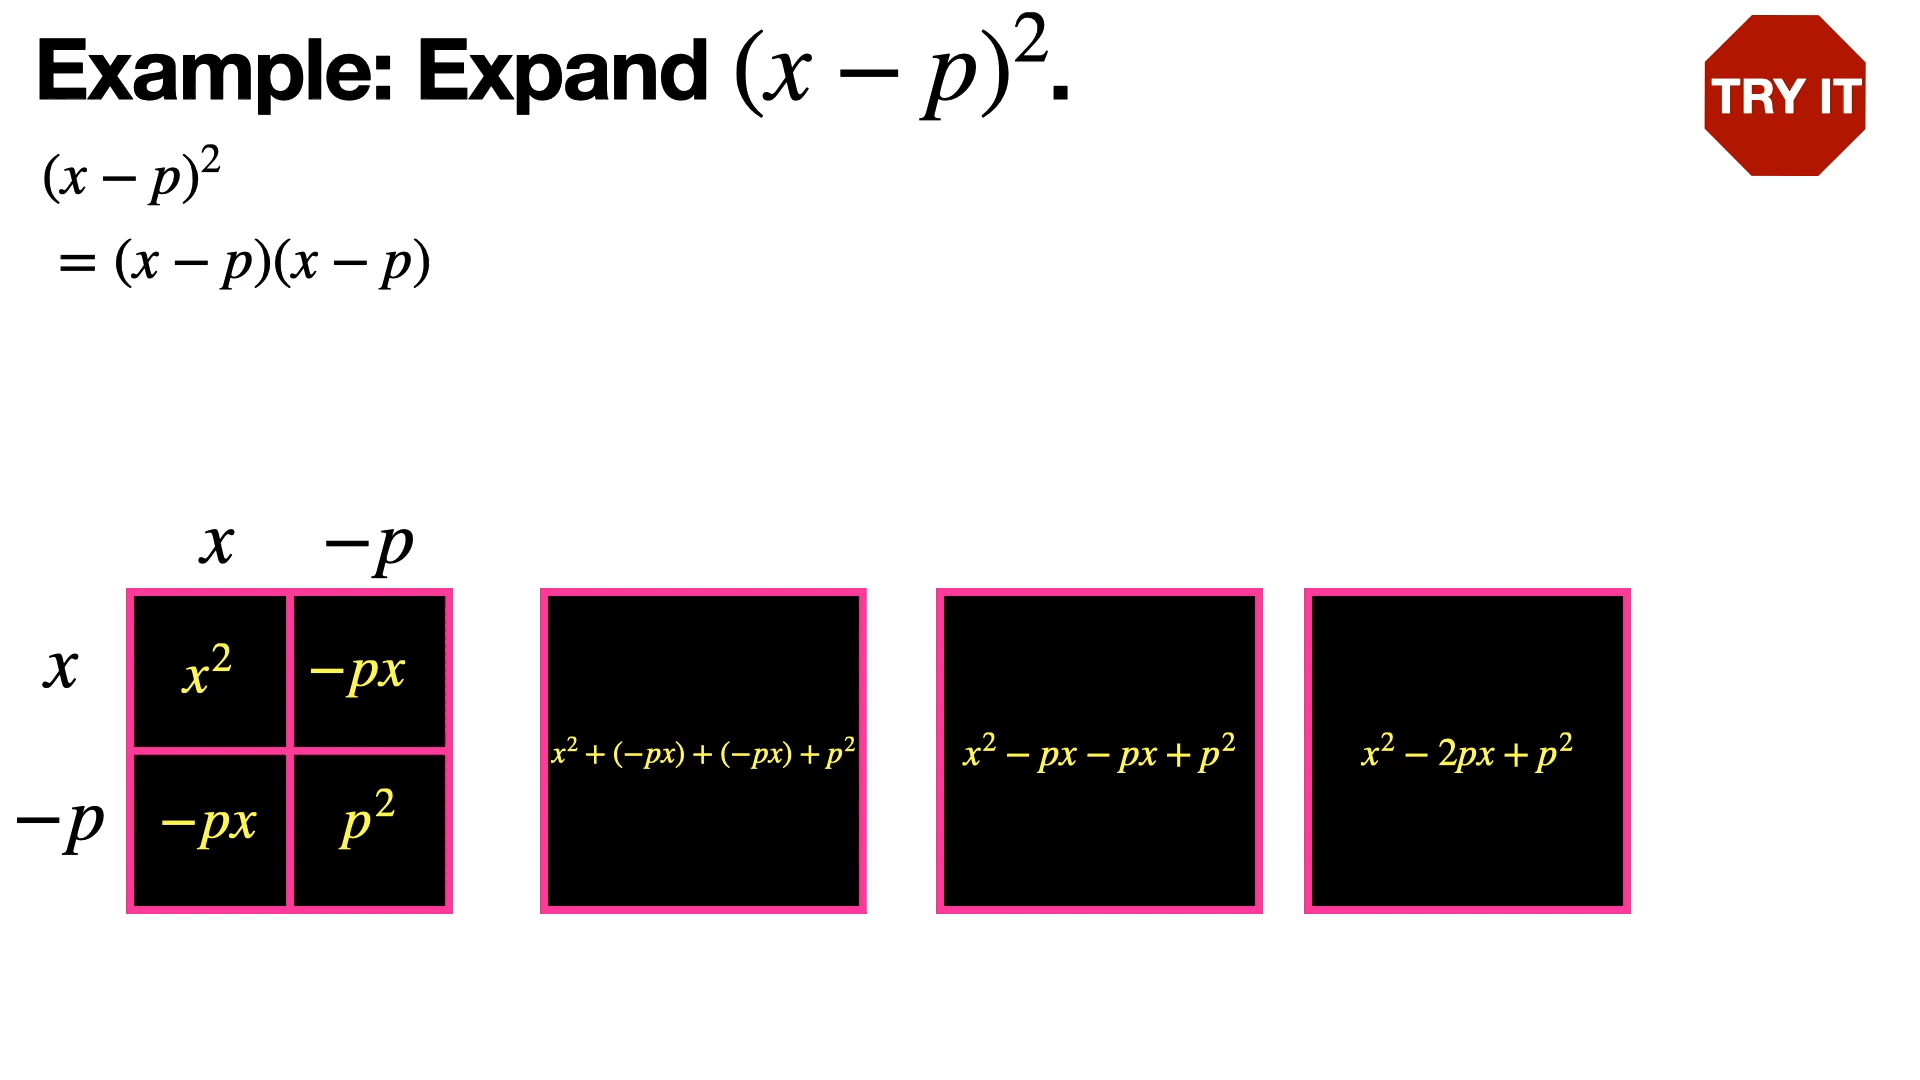 Example: Expand (x − p)².
TRY IT
(x − p)²
= (x − p)(x − p)
x −p
x x² −px
−p −px p²
x² + (−px) + (−px) + p²
x² − px − px + p²
x² − 2px + p²